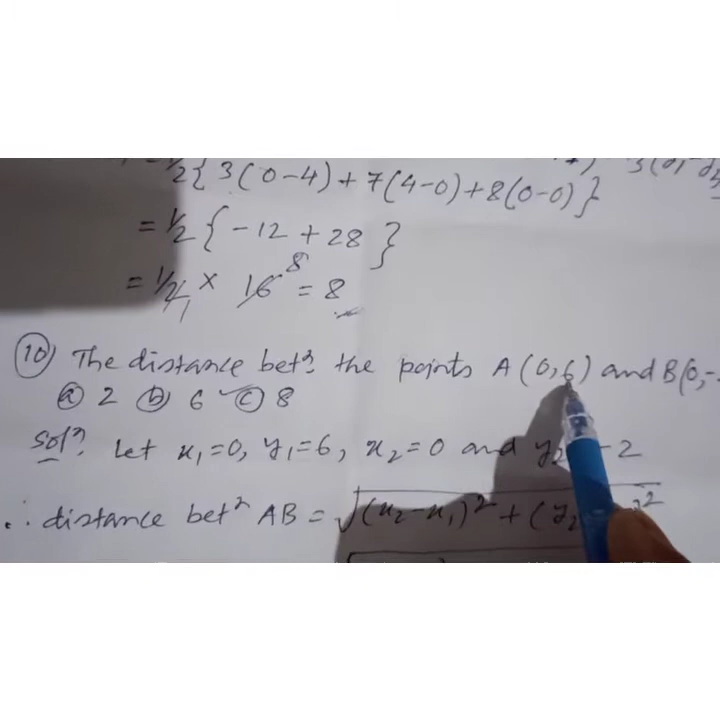 1/2{3(0-4)+7(4-0)+8(0-0)}
= 1/2 {-12 + 28}
= 1/2 × 16 = 8
1 8
(10) The distance betn. the points A (0,6) and B(0,-
(a) 2 (b) 6 (c) 8
Soln. Let x₁=0, y₁=6, x₂=0 and y₂ -2
∴ distance betn AB = √(x₂-x₁)² + (y₂